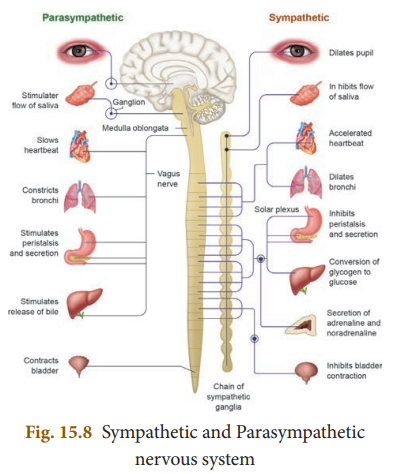 Parasympathetic
Sympathetic
Dilates pupil
Stimulater
flow of saliva
Ganglion
Medulla oblongata
In hibits flow
of saliva
Slows
heartbeat
Accelerated
heartbeat
Vagus
nerve
Constricts
bronchi
Dilates
bronchi
Solar plexus
Stimulates
peristalsis
and secretion
Inhibits
peristalsis
and secretion
Conversion of
glycogen to
glucose
Stimulates
release of bile
Secretion of
adrenaline and
noradrenaline
Contracts
bladder
Inhibits bladder
contraction
Chain of
sympathetic
ganglia
Fig. 15.8 Sympathetic and Parasympathetic
nervous system